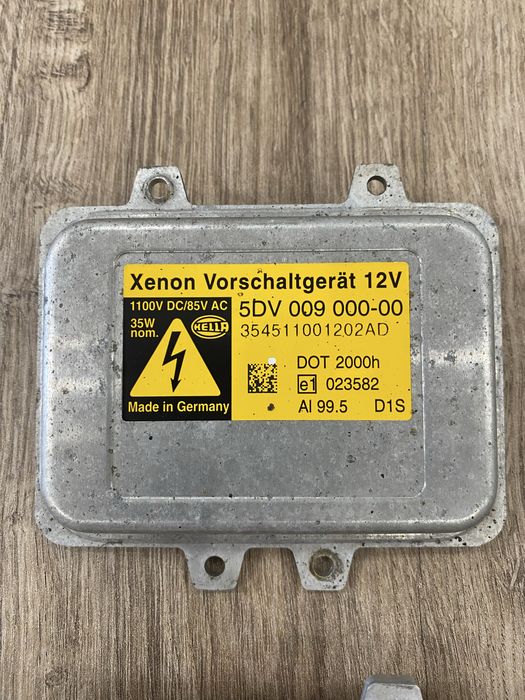 Xenon Vorschaltgerät 12V
1100V DC/85V AC
35W
nom.
HELLA
Made in Germany
5DV 009 000-00
354511001202AD
DOT 2000h
e1 023582
Al 99.5 D1S